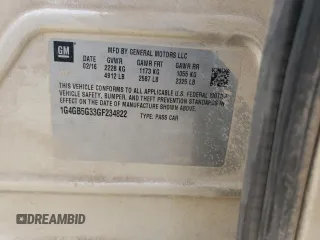 GM
MFD BY GENERAL MOTORS LLC
DATE GVWR GAWR FRT GAWR RR
02/16 2228 KG 1173 KG 1055 KG
4912 LB 2587 LB 2325 LB
THIS VEHICLE CONFORMS TO ALL APPLICABLE U.S. FEDERAL MOTOR
VEHICLE SAFETY, BUMPER, AND THEFT PREVENTION STANDARDS
IN EFFECT ON THE DATE OF MANUFACTURE SHOWN ABOVE.
1G4GB5G33GF234822 TYPE: PASS CAR
DREAMBID